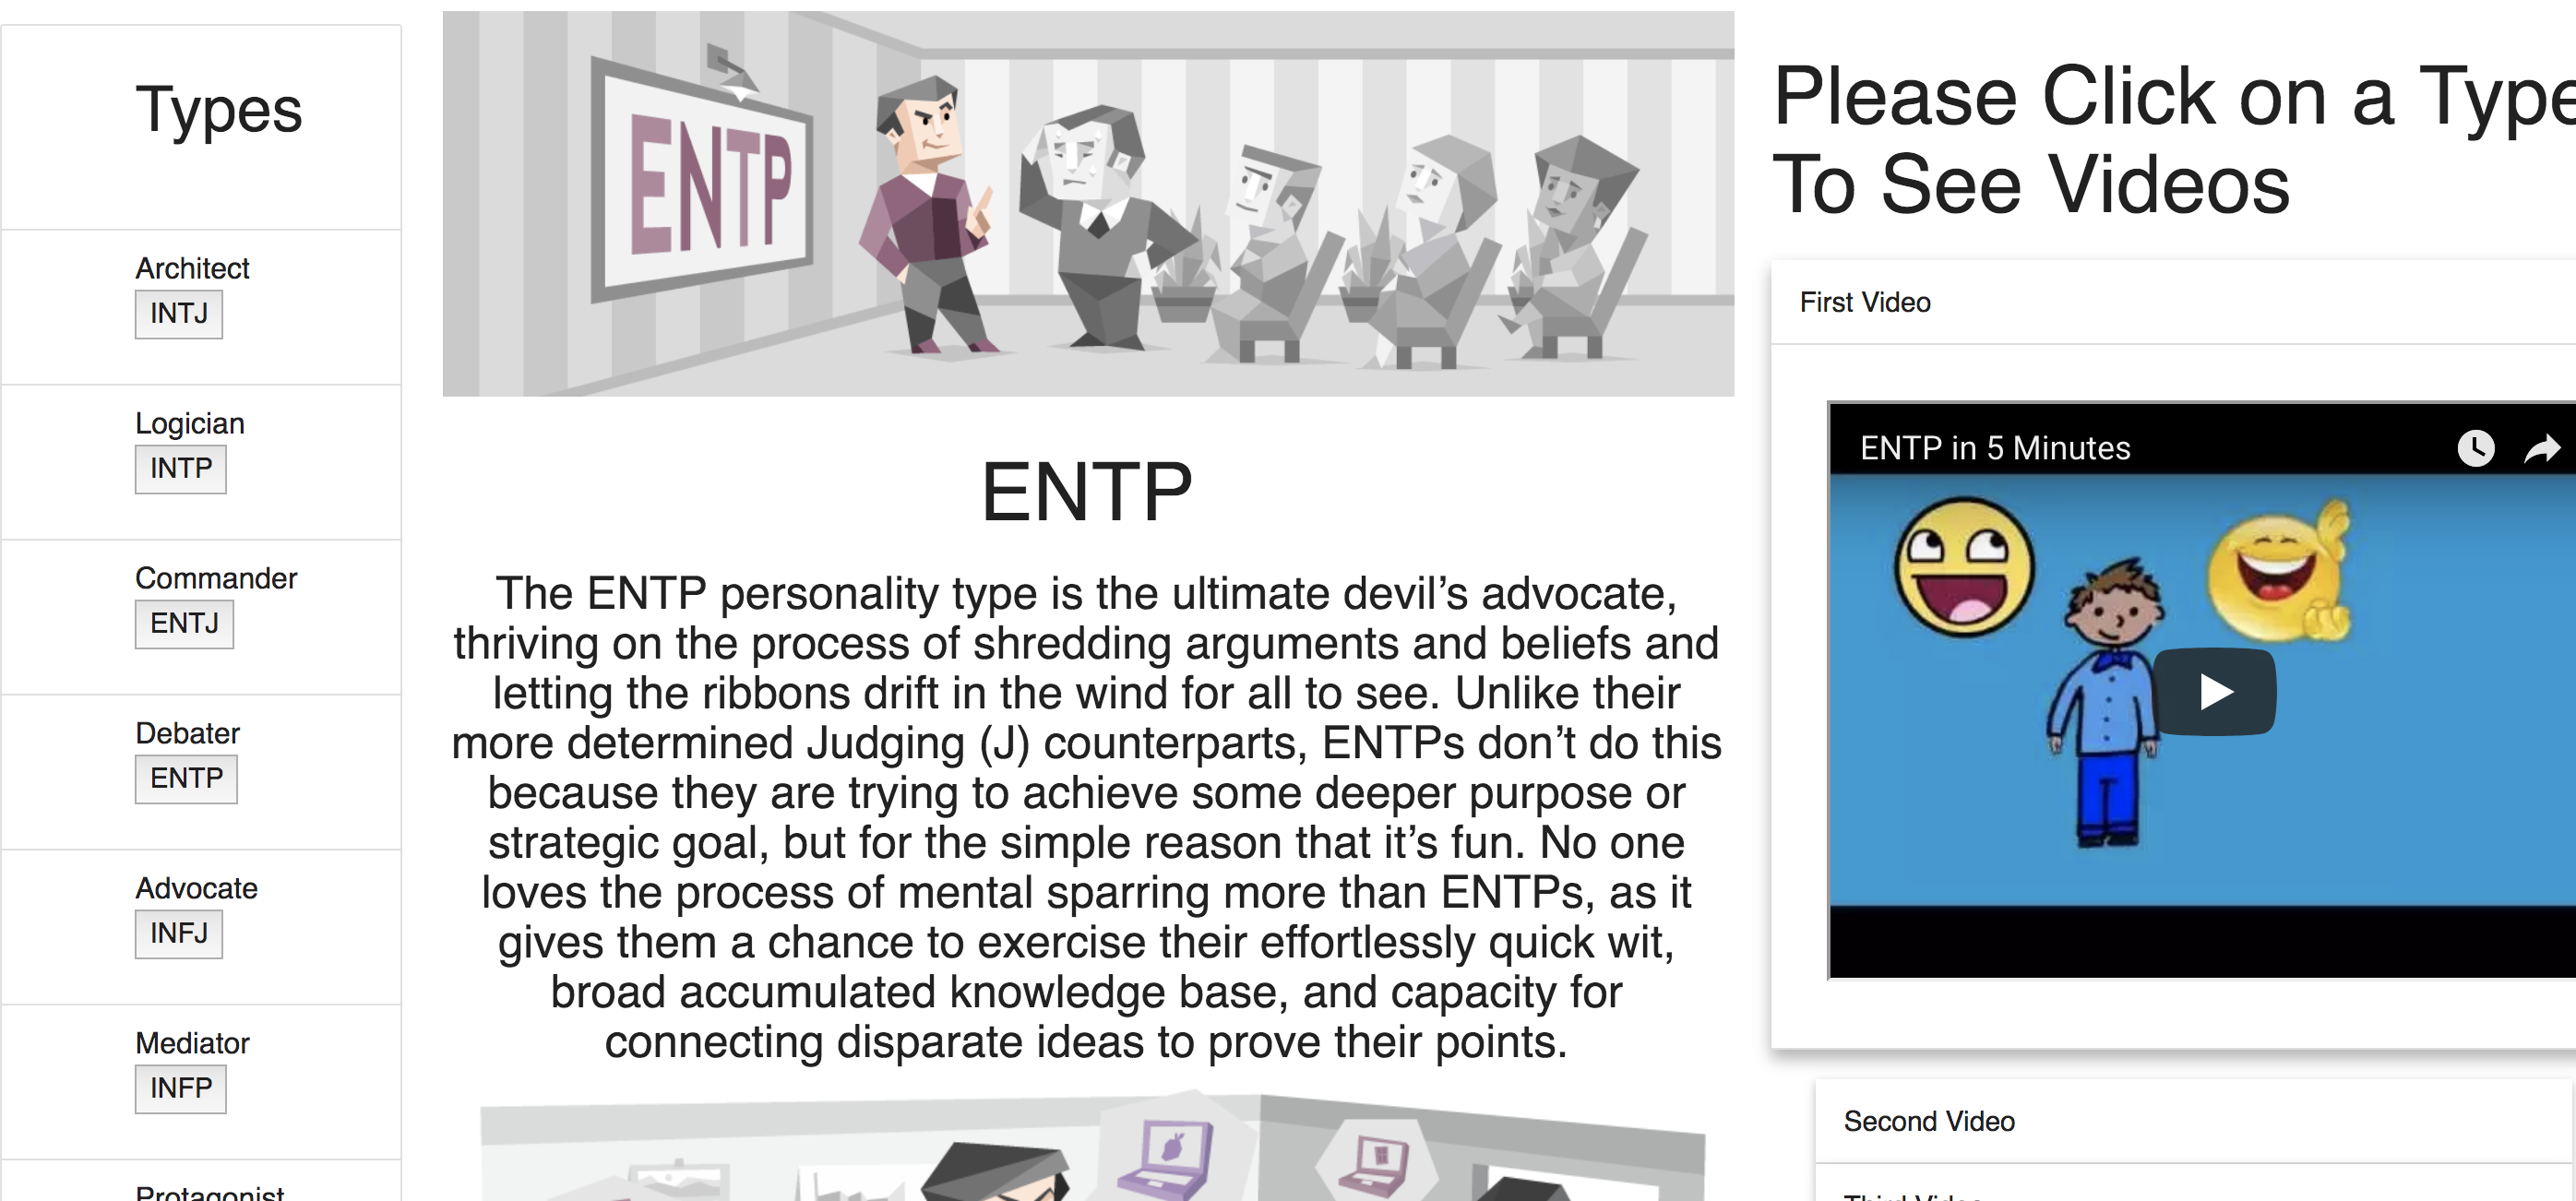 Types
Architect
INTJ
Logician
INTP
Commander
ENTJ
Debater
ENTP
Advocate
INFJ
Mediator
INFP
Protagonist
ENTP
ENTP
The ENTP personality type is the ultimate devil’s advocate,
thriving on the process of shredding arguments and beliefs and
letting the ribbons drift in the wind for all to see. Unlike their
more determined Judging (J) counterparts, ENTPs don’t do this
because they are trying to achieve some deeper purpose or
strategic goal, but for the simple reason that it’s fun. No one
loves the process of mental sparring more than ENTPs, as it
gives them a chance to exercise their effortlessly quick wit,
broad accumulated knowledge base, and capacity for
connecting disparate ideas to prove their points.
Please Click on a Type
To See Videos
First Video
ENTP in 5 Minutes
Second Video
Third Video